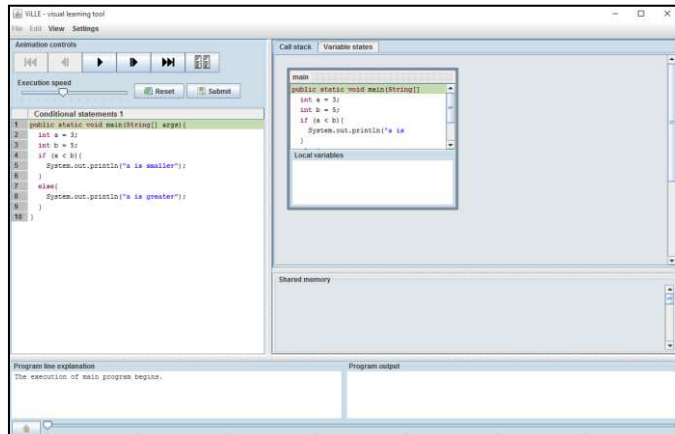 ViLLE - visual learning tool
File Edit View Settings
Animation controls
Execution speed
Reset
Submit
Conditional statements 1
1 public static void main(String[] args){
2 int a = 3;
3 int b = 5;
4 if (a < b){
5 System.out.println("a is smaller");
6 }
7 else{
8 System.out.println("a is greater");
9 }
10 }
Call stack Variable states
main
public static void main(String[]
int a = 3;
int b = 5;
if (a < b){
System.out.println("a is
}
Local variables
Shared memory
Program line explanation
The execution of main program begins.
Program output